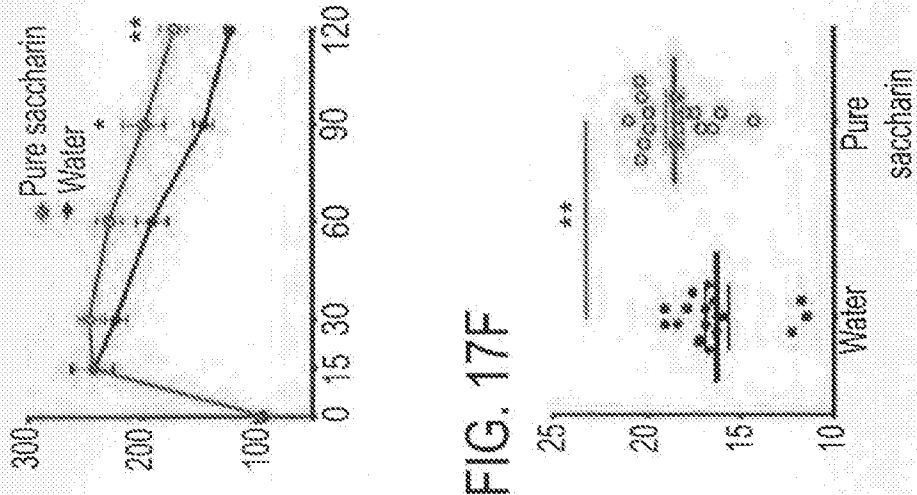 300
200
100
Pure saccharin
Water
*
**
0 15 30 60 90 120
FIG. 17F
25
20
15
10
**
Water
Pure
saccharin